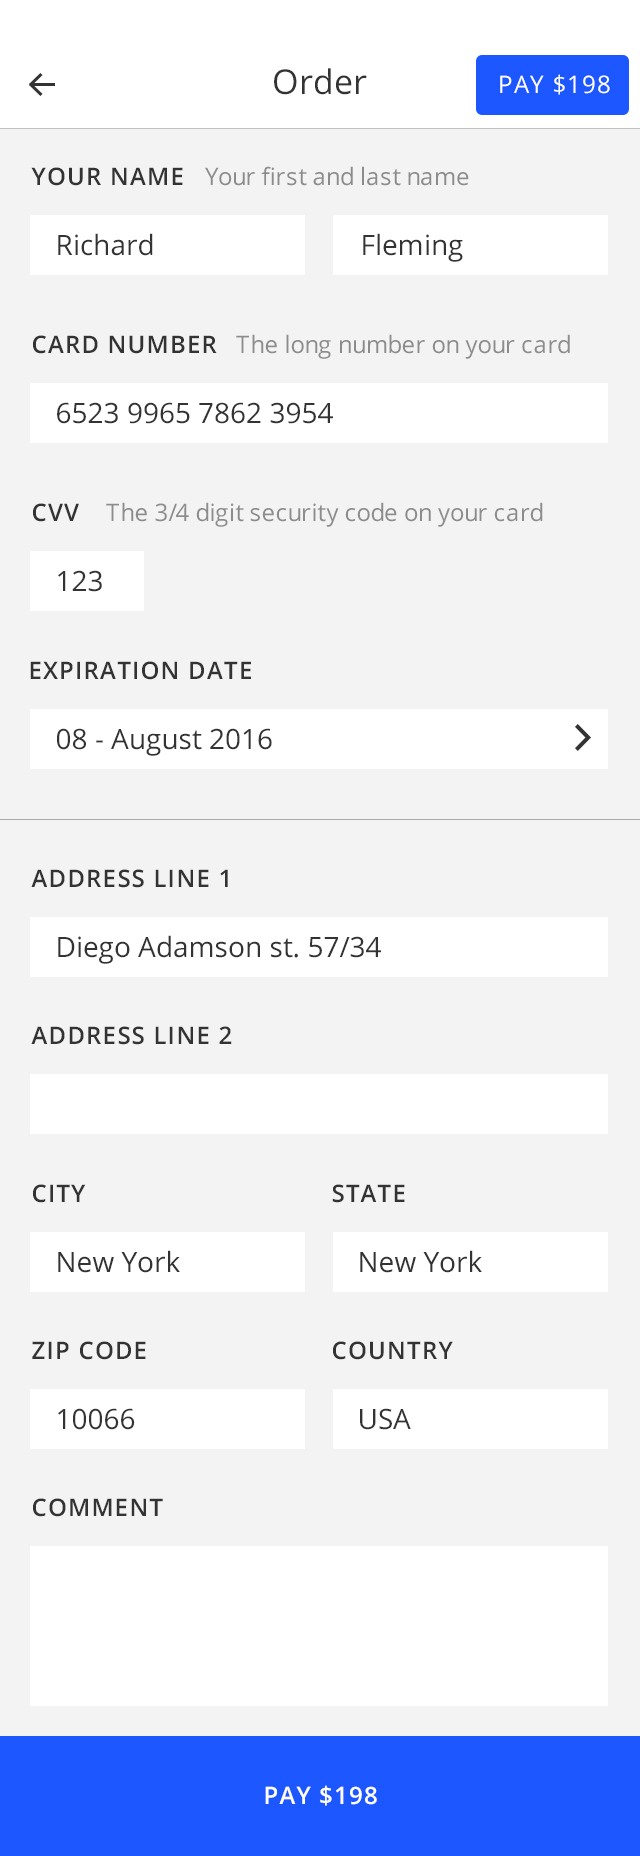 Order
PAY $198
YOUR NAME Your first and last name
Richard Fleming
CARD NUMBER The long number on your card
6523 9965 7862 3954
CVV The 3/4 digit security code on your card
123
EXPIRATION DATE
08 - August 2016
ADDRESS LINE 1
Diego Adamson st. 57/34
ADDRESS LINE 2
CITY STATE
New York New York
ZIP CODE COUNTRY
10066 USA
COMMENT
PAY $198